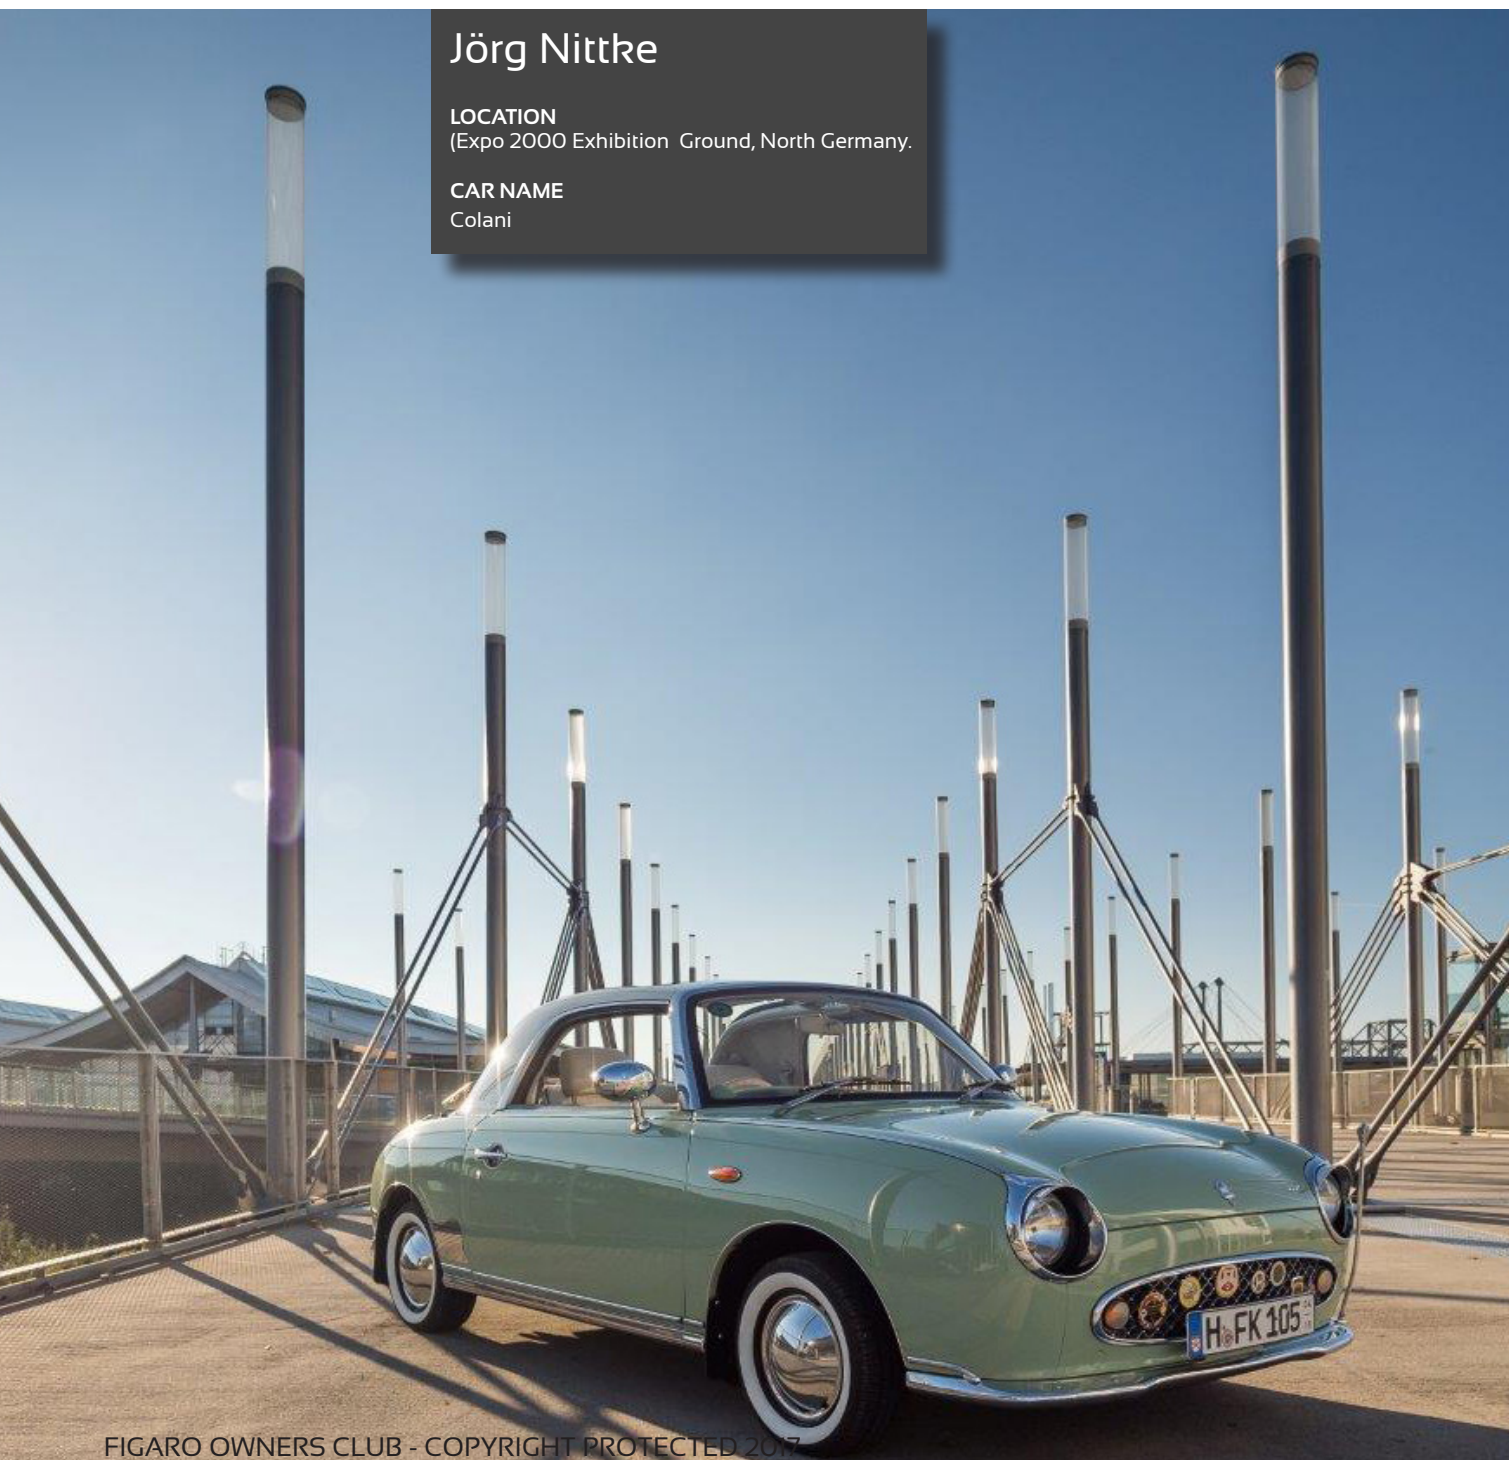 Jörg Nittke
LOCATION
(Expo 2000 Exhibition Ground, North Germany.
CAR NAME
Colani
H FK 105
FIGARO OWNERS CLUB - COPYRIGHT PROTECTED 2017